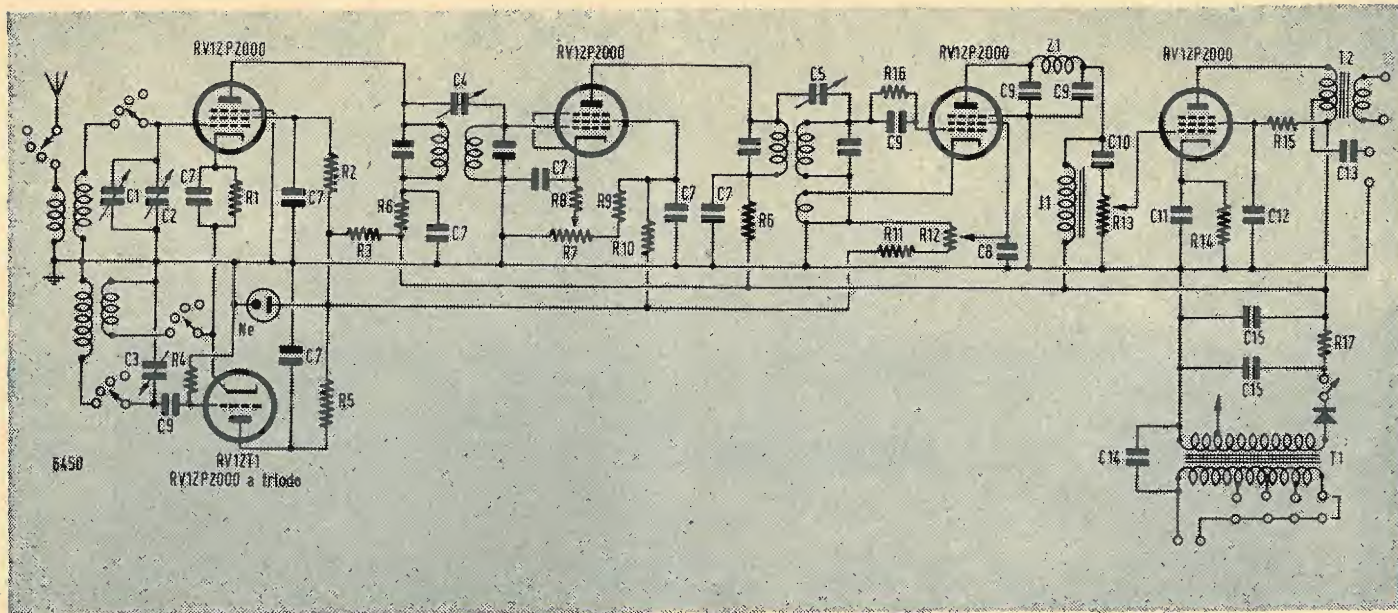 RV12P2000
RV12P2000
RV12P2000
Z1
RV12P2000
T2
C4
C5
R16
C9
C9
C9
C10
R15
C13
C1
C2
C7
R1
C7
R2
R3
R6
C7
C7
R8
R9
R7
R10
C7
C7
R6
R11
R12
C8
J1
R13
C11
R14
C12
Ne
C3
R4
C9
C7
R5
C15
C15
R17
C14
T1
6450
RV12T1
RV12P2000 a triodo